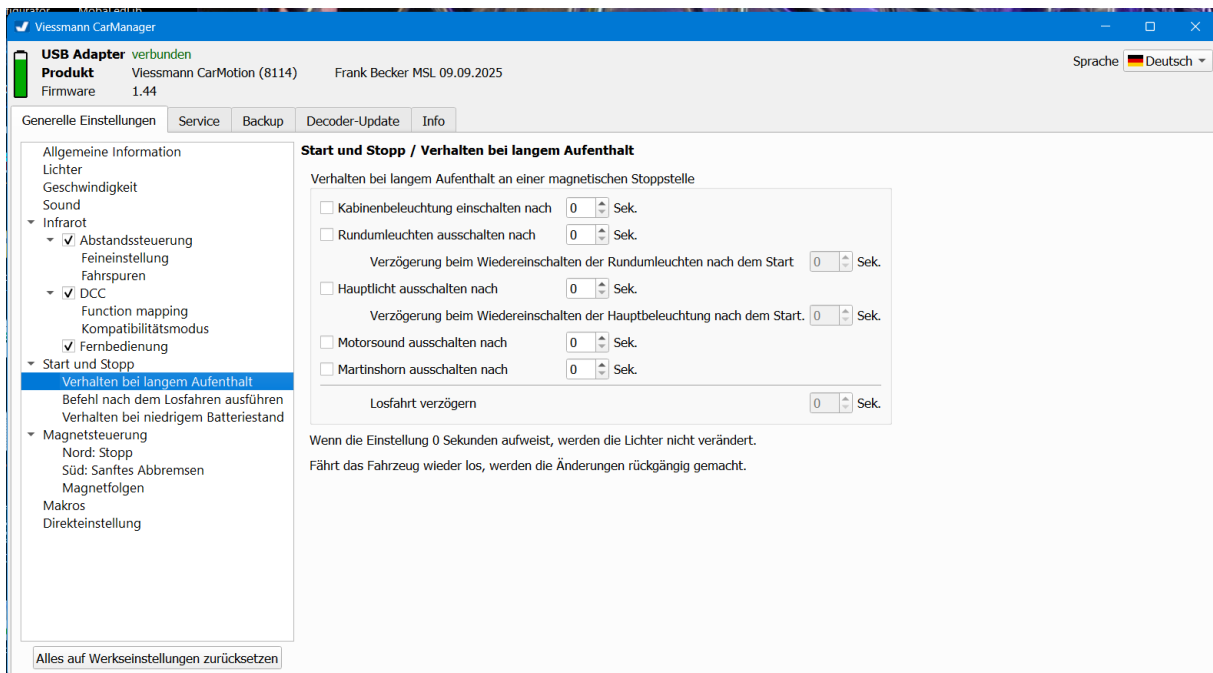 Viessmann CarManager
USB Adapter verbunden
Produkt Viessmann CarMotion (8114) Frank Becker MSL 09.09.2025
Firmware 1.44
Sprache Deutsch
Generelle Einstellungen Service Backup Decoder-Update Info
Allgemeine Information
Lichter
Geschwindigkeit
Sound
Infrarot
Abstandssteuerung
Feineinstellung
Fahrspuren
DCC
Function mapping
Kompatibilitätsmodus
Fernbedienung
Start und Stopp
Verhalten bei langem Aufenthalt
Befehl nach dem Losfahren ausführen
Verhalten bei niedrigem Batteriestand
Magnetsteuerung
Nord: Stopp
Süd: Sanftes Abbremsen
Magnetfolgen
Makros
Direkteinstellung
Alles auf Werkseinstellungen zurücksetzen
Start und Stopp / Verhalten bei langem Aufenthalt
Verhalten bei langem Aufenthalt an einer magnetischen Stoppstelle
Kabinenbeleuchtung einschalten nach 0 Sek.
Rundumleuchten ausschalten nach 0 Sek.
Verzögerung beim Wiedereinschalten der Rundumleuchten nach dem Start 0 Sek.
Hauptlicht ausschalten nach 0 Sek.
Verzögerung beim Wiedereinschalten der Hauptbeleuchtung nach dem Start. 0 Sek.
Motorsound ausschalten nach 0 Sek.
Martinshorn ausschalten nach 0 Sek.
Losfahrt verzögern 0 Sek.
Wenn die Einstellung 0 Sekunden aufweist, werden die Lichter nicht verändert.
Fährt das Fahrzeug wieder los, werden die Änderungen rückgängig gemacht.